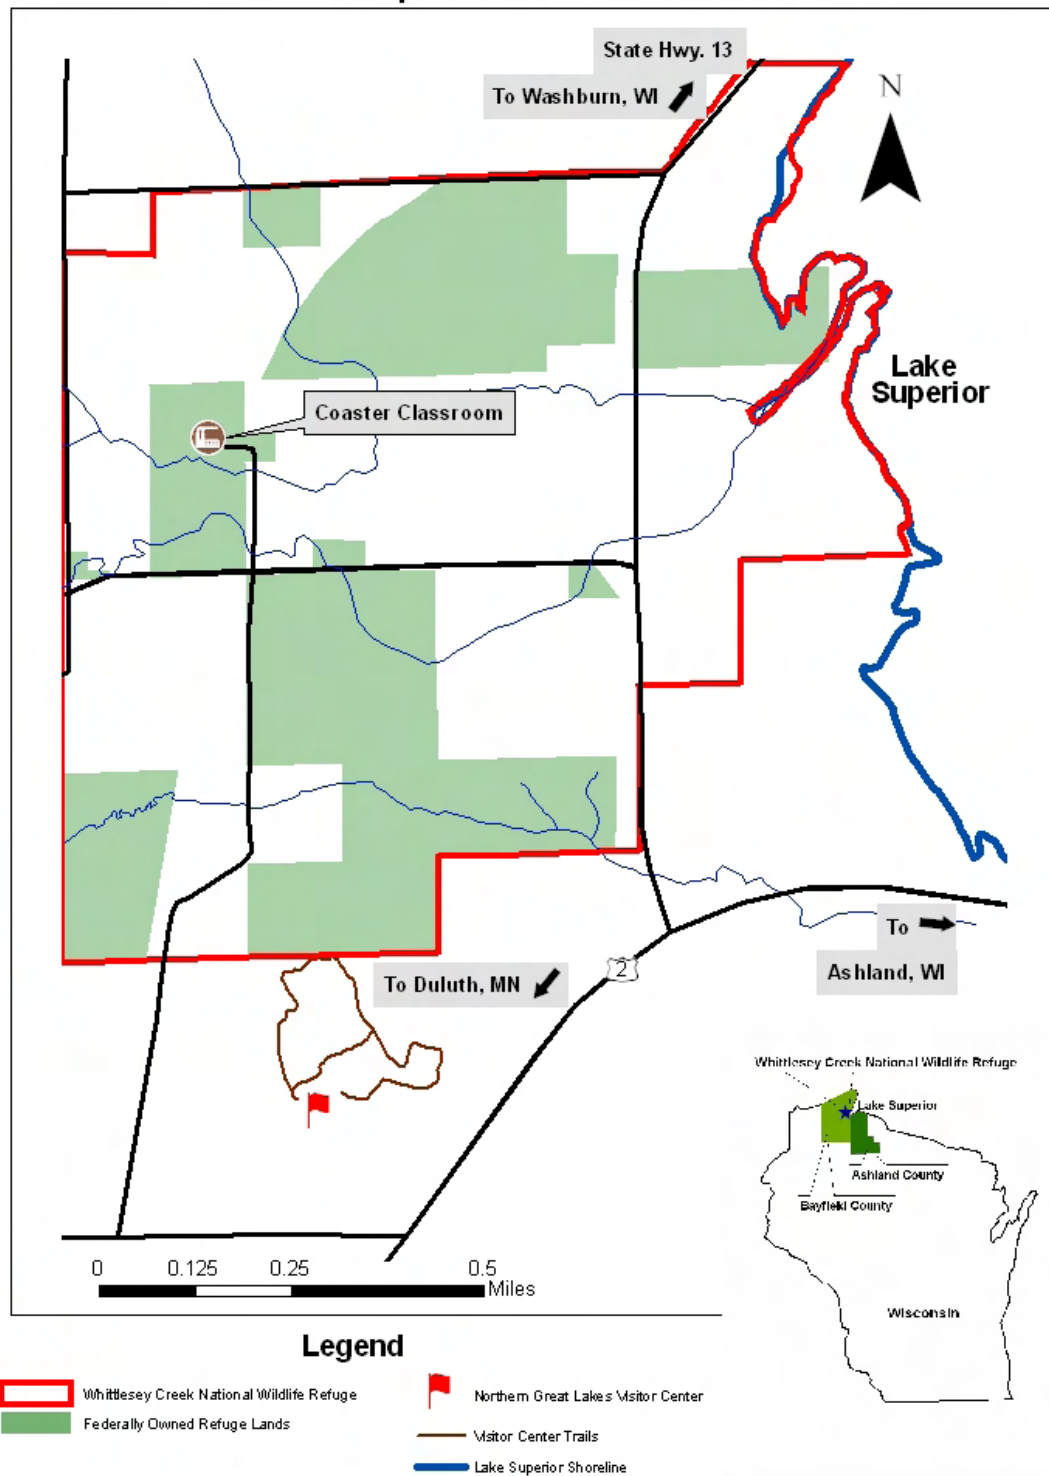 State Hwy. 13
To Washburn, WI
N
Lake
Superior
Coaster Classroom
To
Ashland, WI
To Duluth, MN
2
Whittlesey Creek National Wildlife Refuge
Lake Superior
Ashland County
Bayfield County
Wisconsin
0 0.125 0.25 0.5
Miles
Legend
Whittlesey Creek National Wildlife Refuge
Federally Owned Refuge Lands
Northern Great Lakes Visitor Center
Visitor Center Trails
Lake Superior Shoreline